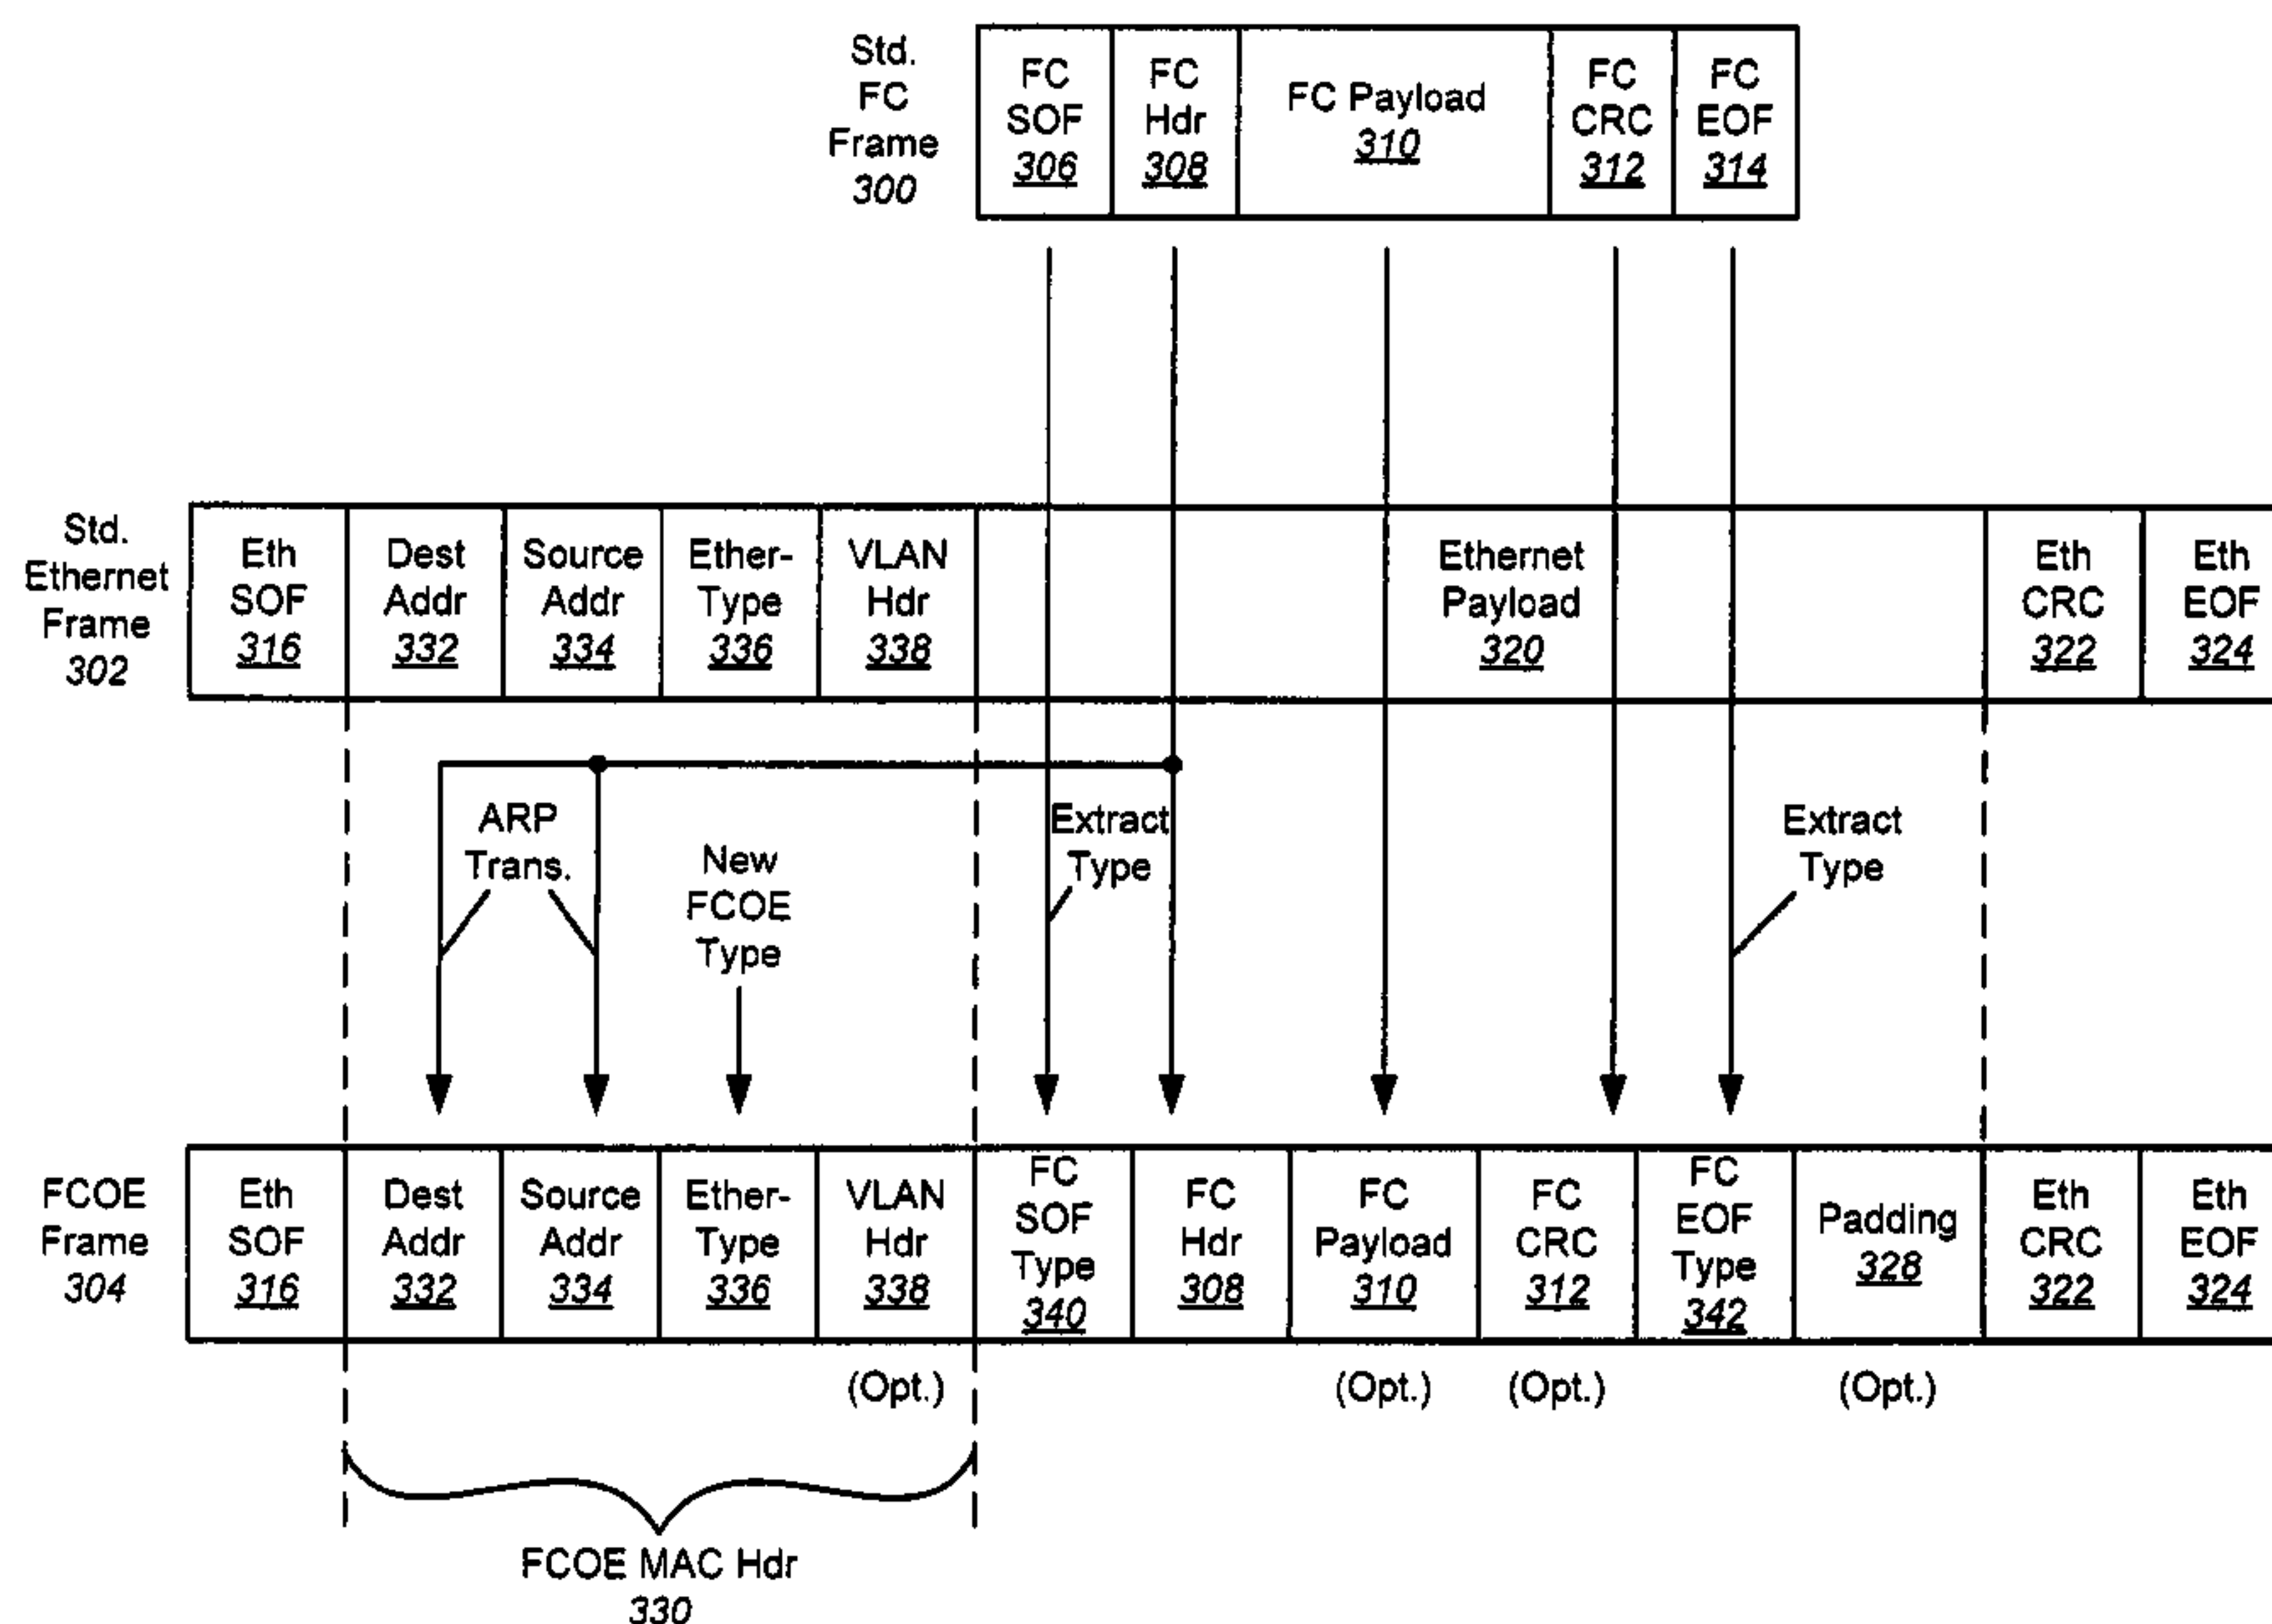 Std.
FC
Frame
300
FC
SOF
306
FC
Hdr
308
FC Payload
310
FC
CRC
312
FC
EOF
314
Std.
Ethernet
Frame
302
Eth
SOF
316
Dest
Addr
332
Source
Addr
334
Ether-
Type
336
VLAN
Hdr
338
Ethernet
Payload
320
Eth
CRC
322
Eth
EOF
324
ARP
Trans.
New
FCOE
Type
Extract
Type
Extract
Type
FCOE
Frame
304
Eth
SOF
316
Dest
Addr
332
Source
Addr
334
Ether-
Type
336
VLAN
Hdr
338
FC
SOF
Type
340
FC
Hdr
308
FC
Payload
310
FC
CRC
312
FC
EOF
Type
342
Padding
328
Eth
CRC
322
Eth
EOF
324
(Opt.)
(Opt.)
(Opt.)
(Opt.)
FCOE MAC Hdr
330